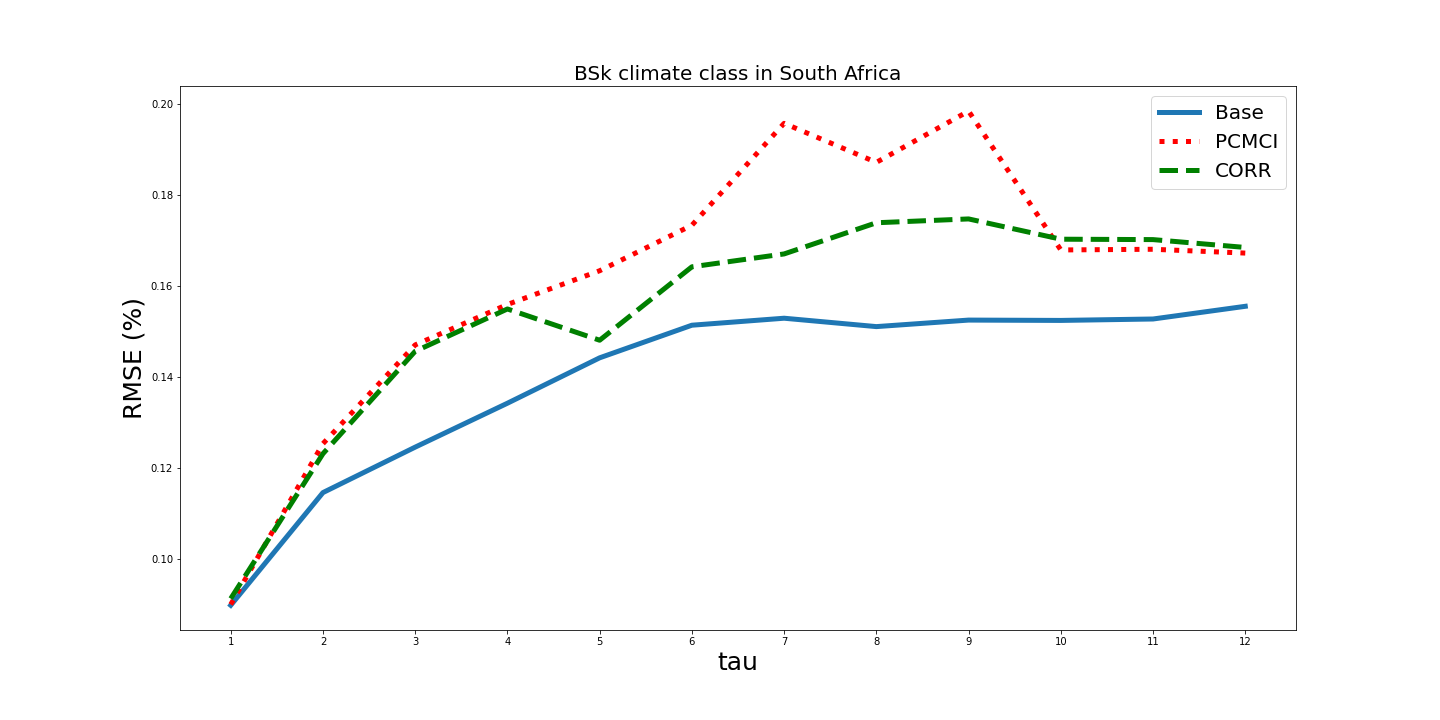 BSk climate class in South Africa
Base
PCMCI
CORR
RMSE (%)
0.20
0.18
0.16
0.14
0.12
0.10
1 2 3 4 5 6 7 8 9 10 11 12
tau